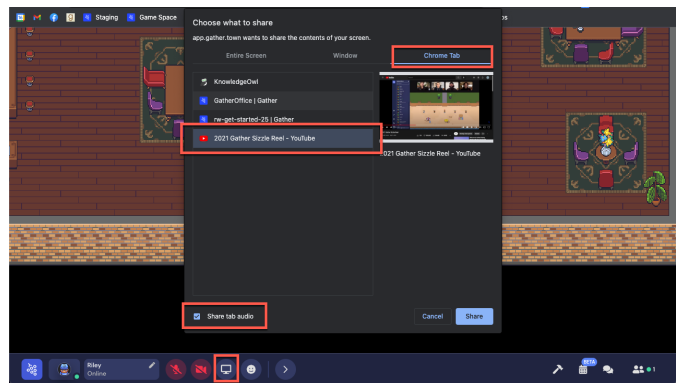 Staging
Game Space
Choose what to share
app.gather.town wants to share the contents of your screen.
Entire Screen
Window
Chrome Tab
KnowledgeOwl
GatherOffice | Gather
rw-get-started-25 | Gather
2021 Gather Sizzle Reel - YouTube
2021 Gather Sizzle Reel - YouTube
Share tab audio
Cancel
Share
Riley
Online
BETA
1